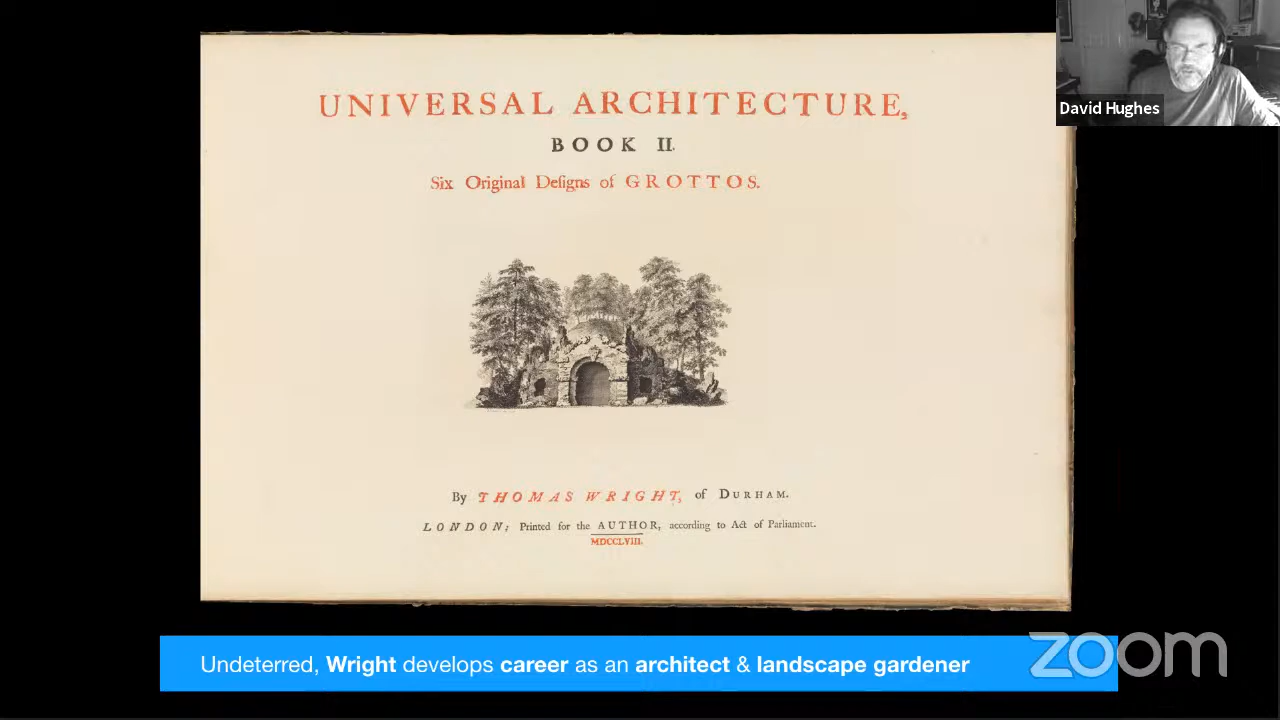 UNIVERSAL ARCHITECTURE,
BOOK II.
Six Original Deſigns of GROTTOS.
By THOMAS WRIGHT, of DURHAM.
LONDON: Printed for the AUTHOR, according to Act of Parliament.
MDCCLVIII.
David Hughes
Undeterred, Wright develops career as an architect & landscape gardener
zoom